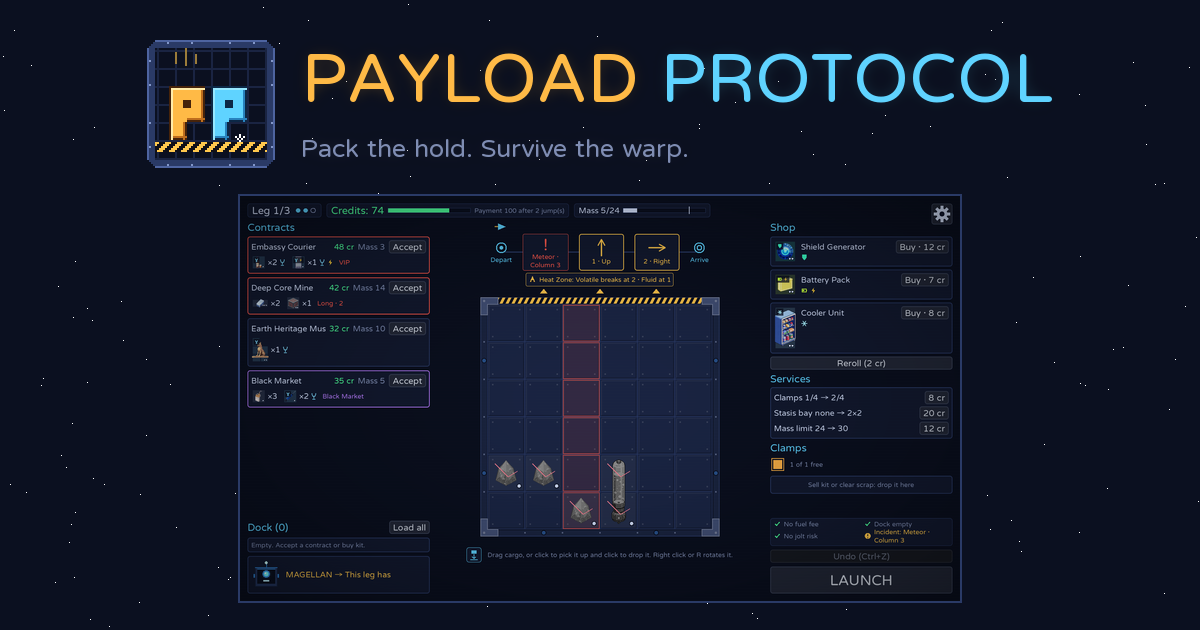 PP
PAYLOAD PROTOCOL
Pack the hold. Survive the warp.
Leg 1/3
Credits: 74
Payment 100 after 2 jump(s)
Mass 5/24
Contracts
Embassy Courier 48 cr Mass 3 Accept
×2 ×1 VIP
Deep Core Mine 42 cr Mass 14 Accept
×2 ×1 Long · 2
Earth Heritage Mus 32 cr Mass 10 Accept
×1
Black Market 35 cr Mass 5 Accept
×3 ×2 Black Market
Dock (0) Load all
Empty. Accept a contract or buy kit.
MAGELLAN → This leg has
Depart
!
Meteor ·
Column 3
1 · Up
2 · Right
Arrive
Heat Zone: Volatile breaks at 2 · Fluid at 1
Drag cargo, or click to pick it up and click to drop it. Right click or R rotates it.
Shop
Shield Generator Buy · 12 cr
Battery Pack Buy · 7 cr
Cooler Unit Buy · 8 cr
Reroll (2 cr)
Services
Clamps 1/4 → 2/4 8 cr
Stasis bay none → 2×2 20 cr
Mass limit 24 → 30 12 cr
Clamps
1 of 1 free
Sell kit or clear scrap: drop it here
No fuel fee
Dock empty
No jolt risk
Incident: Meteor ·
Column 3
Undo (Ctrl+Z)
LAUNCH